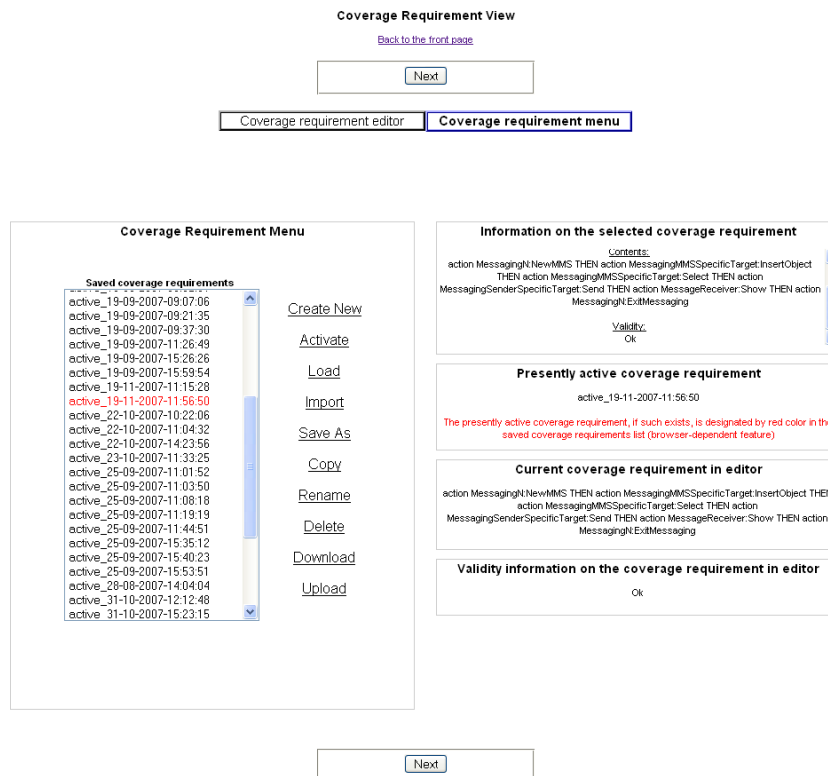 Coverage Requirement View
Back to the front page
Next
Coverage requirement editor
Coverage requirement menu
Coverage Requirement Menu
Saved coverage requirements
active_19-09-2007-09:07:06
active_19-09-2007-09:21:35
active_19-09-2007-09:37:30
active_19-09-2007-11:26:49
active_19-09-2007-15:26:26
active_19-09-2007-15:59:54
active_19-11-2007-11:15:28
active_19-11-2007-11:56:50
active_22-10-2007-10:22:06
active_22-10-2007-11:04:32
active_22-10-2007-14:23:56
active_23-10-2007-11:33:25
active_25-09-2007-11:01:52
active_25-09-2007-11:03:50
active_25-09-2007-11:08:18
active_25-09-2007-11:19:19
active_25-09-2007-11:44:51
active_25-09-2007-15:35:12
active_25-09-2007-15:40:23
active_25-09-2007-15:53:51
active_28-08-2007-14:04:04
active_31-10-2007-12:12:48
active_31-10-2007-15:23:15
Create New
Activate
Load
Import
Save As
Copy
Rename
Delete
Download
Upload
Information on the selected coverage requirement
Contents:
action MessagingN:NewMMS THEN action MessagingMMSSpecificTarget:InsertObject
THEN action MessagingMMSSpecificTarget:Select THEN action
MessagingSenderSpecificTarget:Send THEN action MessageReceiver:Show THEN action
MessagingN:ExitMessaging
Validity:
Ok
Presently active coverage requirement
active_19-11-2007-11:56:50
The presently active coverage requirement, if such exists, is designated by red color in the
saved coverage requirements list (browser-dependent feature)
Current coverage requirement in editor
action MessagingN:NewMMS THEN action MessagingMMSSpecificTarget:InsertObject THEN
action MessagingMMSSpecificTarget:Select THEN action
MessagingSenderSpecificTarget:Send THEN action MessageReceiver:Show THEN action
MessagingN:ExitMessaging
Validity information on the coverage requirement in editor
Ok
Next